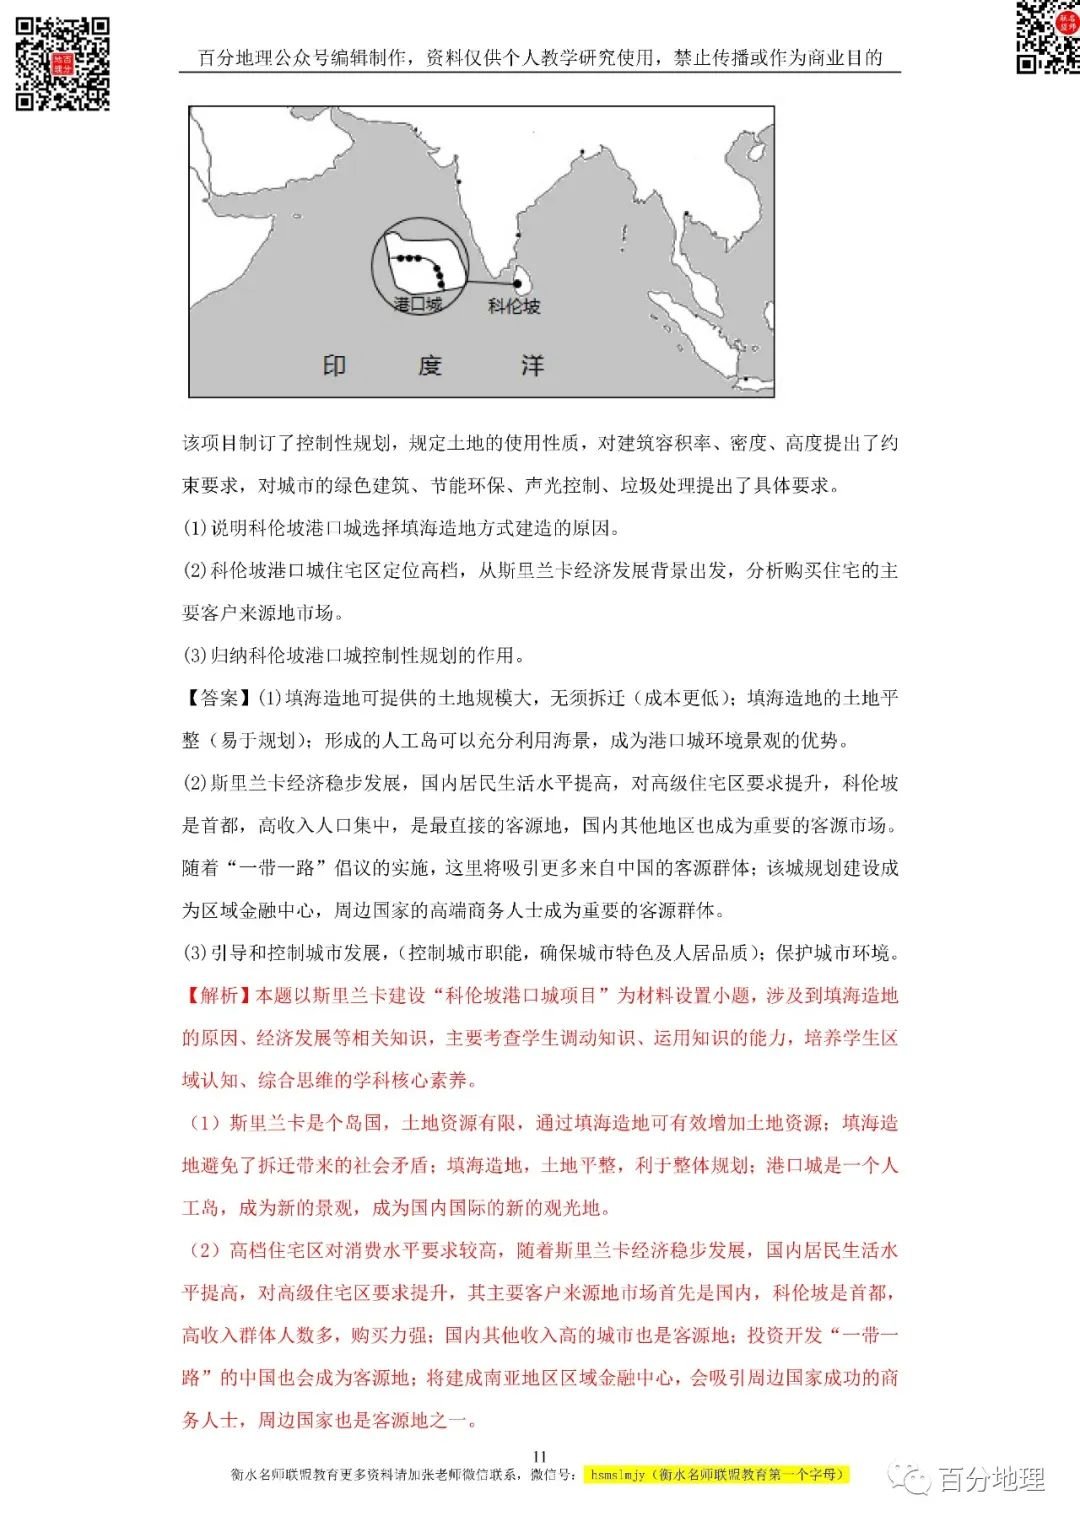 百分地理公众号编辑制作，资料仅供个人教学研究使用，禁止传播或作为商业目的
地百
理分
联名
盟师
港口城
科伦坡
印 度 洋
该项目制订了控制性规划，规定土地的使用性质，对建筑容积率、密度、高度提出了约
束要求，对城市的绿色建筑、节能环保、声光控制、垃圾处理提出了具体要求。
(1)说明科伦坡港口城选择填海造地方式建造的原因。
(2)科伦坡港口城住宅区定位高档，从斯里兰卡经济发展背景出发，分析购买住宅的主
要客户来源地市场。
(3)归纳科伦坡港口城控制性规划的作用。
【答案】(1)填海造地可提供的土地规模大，无须拆迁（成本更低）；填海造地的土地平
整（易于规划）；形成的人工岛可以充分利用海景，成为港口城环境景观的优势。
(2)斯里兰卡经济稳步发展，国内居民生活水平提高，对高级住宅区要求提升，科伦坡
是首都，高收入人口集中，是最直接的客源地，国内其他地区也成为重要的客源市场。
随着“一带一路”倡议的实施，这里将吸引更多来自中国的客源群体；该城规划建设成
为区域金融中心，周边国家的高端商务人士成为重要的客源群体。
(3)引导和控制城市发展，（控制城市职能，确保城市特色及人居品质）；保护城市环境。
【解析】本题以斯里兰卡建设“科伦坡港口城项目”为材料设置小题，涉及到填海造地
的原因、经济发展等相关知识，主要考查学生调动知识、运用知识的能力，培养学生区
域认知、综合思维的学科核心素养。
（1）斯里兰卡是个岛国，土地资源有限，通过填海造地可有效增加土地资源；填海造
地避免了拆迁带来的社会矛盾；填海造地，土地平整，利于整体规划；港口城是一个人
工岛，成为新的景观，成为国内国际的新的观光地。
（2）高档住宅区对消费水平要求较高，随着斯里兰卡经济稳步发展，国内居民生活水
平提高，对高级住宅区要求提升，其主要客户来源地市场首先是国内，科伦坡是首都，
高收入群体人数多，购买力强；国内其他收入高的城市也是客源地；投资开发“一带一
路”的中国也会成为客源地；将建成南亚地区区域金融中心，会吸引周边国家成功的商
务人士，周边国家也是客源地之一。
11
衡水名师联盟教育更多资料请加张老师微信联系，微信号： hsmslmjy（衡水名师联盟教育第一个字母）
百分地理